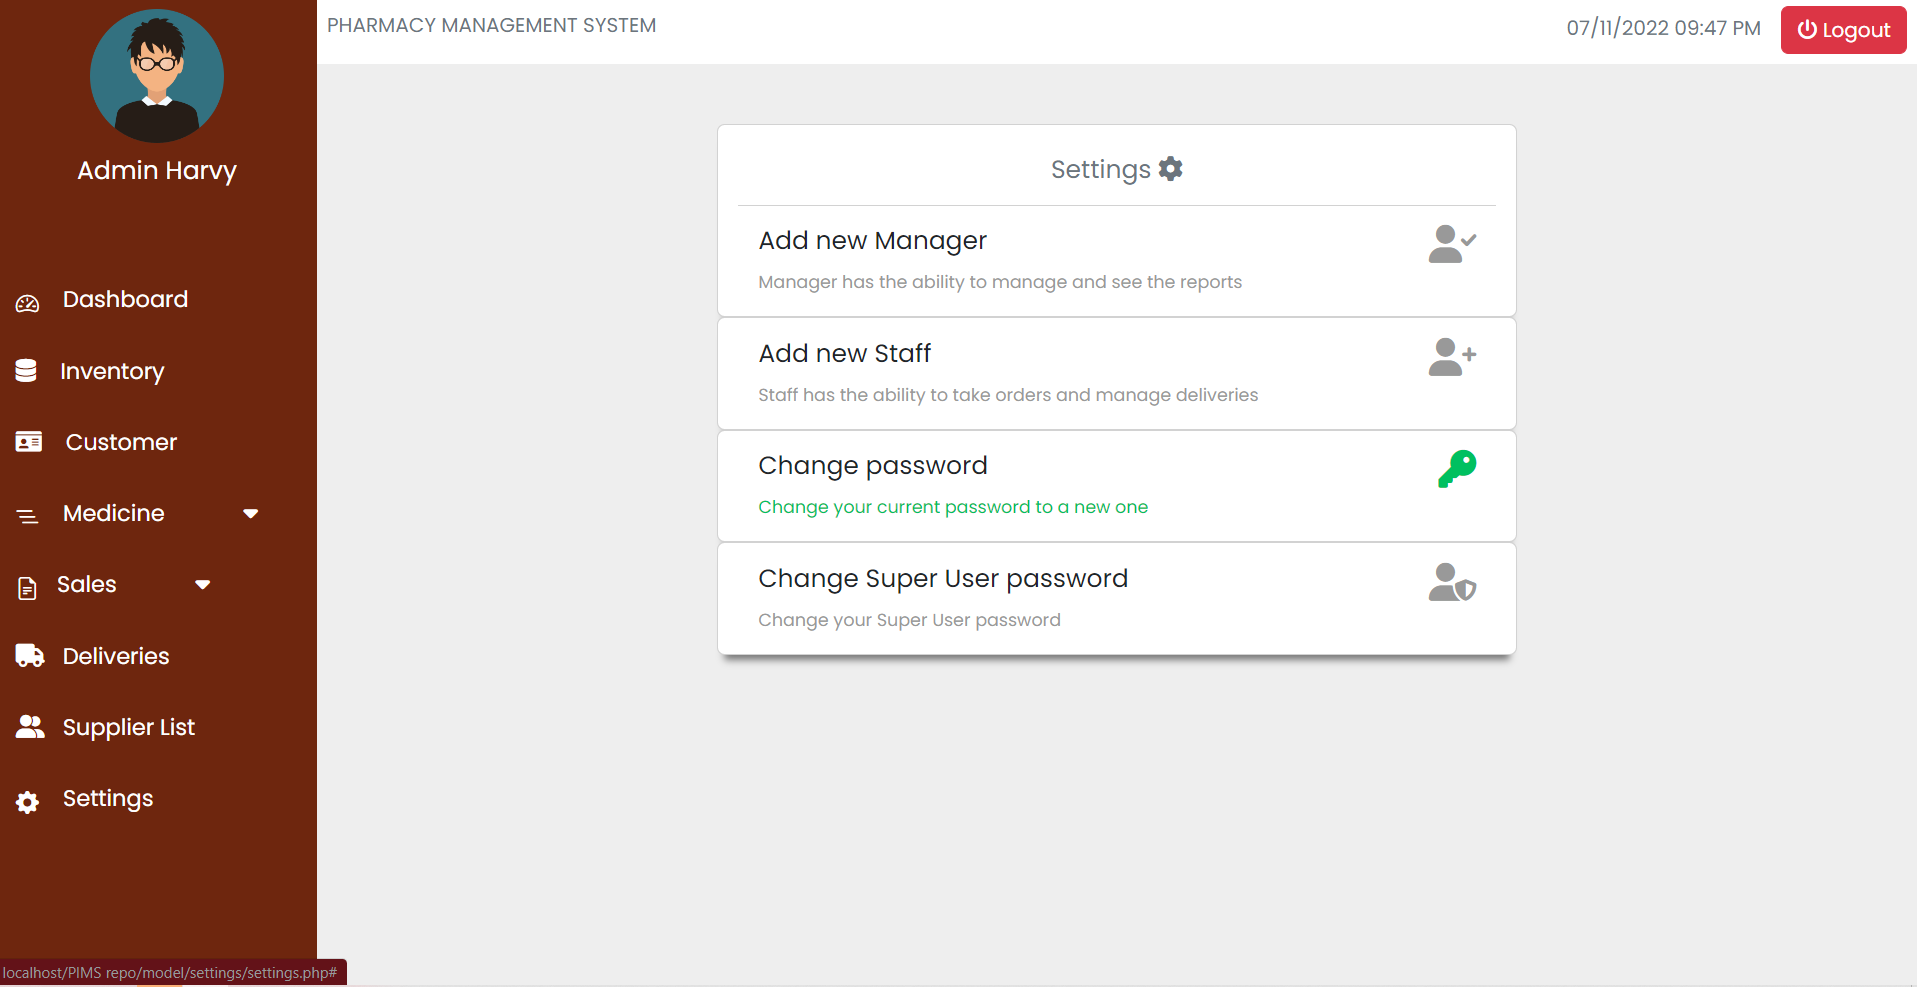 PHARMACY MANAGEMENT SYSTEM
07/11/2022 09:47 PM
Logout
Admin Harvy
Dashboard
Inventory
Customer
Medicine
Sales
Deliveries
Supplier List
Settings
Settings
Add new Manager
Manager has the ability to manage and see the reports
Add new Staff
Staff has the ability to take orders and manage deliveries
Change password
Change your current password to a new one
Change Super User password
Change your Super User password
localhost/PIMS repo/model/settings/settings.php#